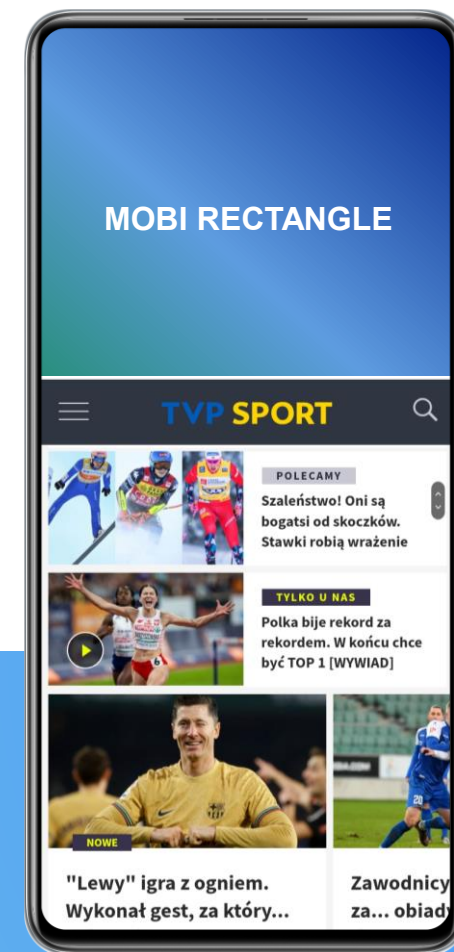 MOBI RECTANGLE
TVP SPORT
POLECAMY
Szaleństwo! Oni są
bogatsi od skoczków.
Stawki robią wrażenie
TYLKO U NAS
Polka bije rekord za
rekordem. W końcu chce
być TOP 1 [WYWIAD]
NOWE
"Lewy" igra z ogniem.
Wykonał gest, za który...
Zawodnicy
za... obiady